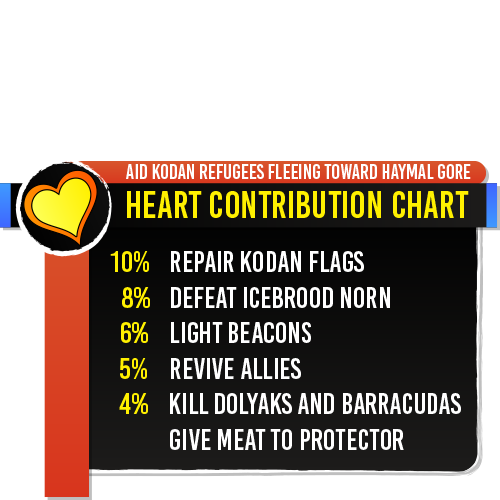 AID KODAN REFUGEES FLEEING TOWARD HAYMAL GORE
HEART CONTRIBUTION CHART
10% REPAIR KODAN FLAGS
8% DEFEAT ICEBROOD NORN
6% LIGHT BEACONS
5% REVIVE ALLIES
4% KILL DOLYAKS AND BARRACUDAS
GIVE MEAT TO PROTECTOR